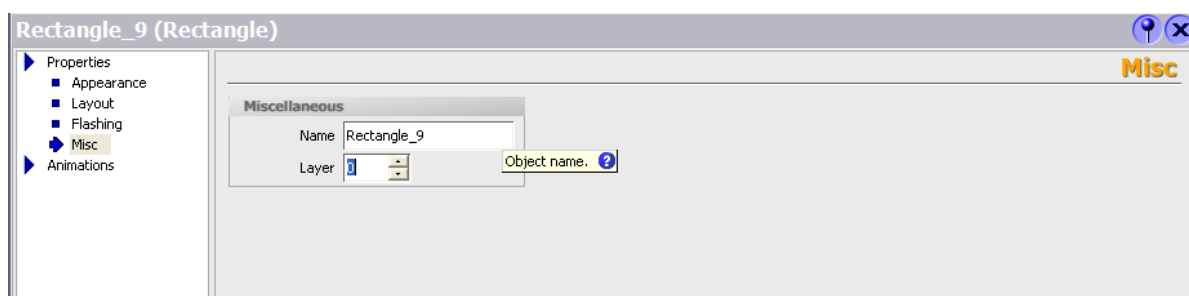 Rectangle_9 (Rectangle)
Properties
Appearance
Layout
Flashing
Misc
Animations
Misc
Miscellaneous
Name Rectangle_9
Layer 0
Object name. ?